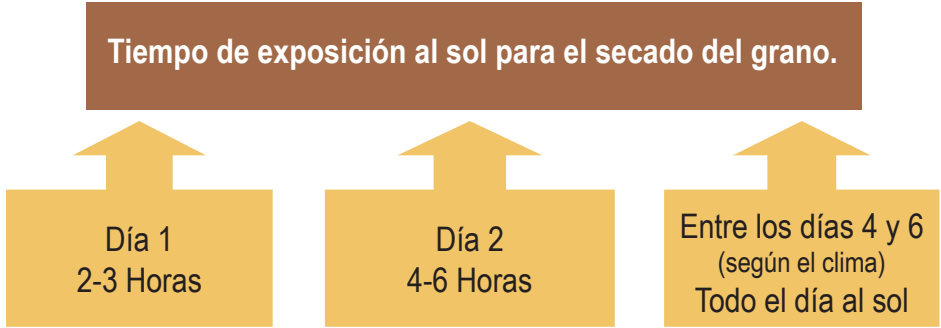 Tiempo de exposición al sol para el secado del grano.
Día 1
2-3 Horas
Día 2
4-6 Horas
Entre los días 4 y 6
(según el clima)
Todo el día al sol